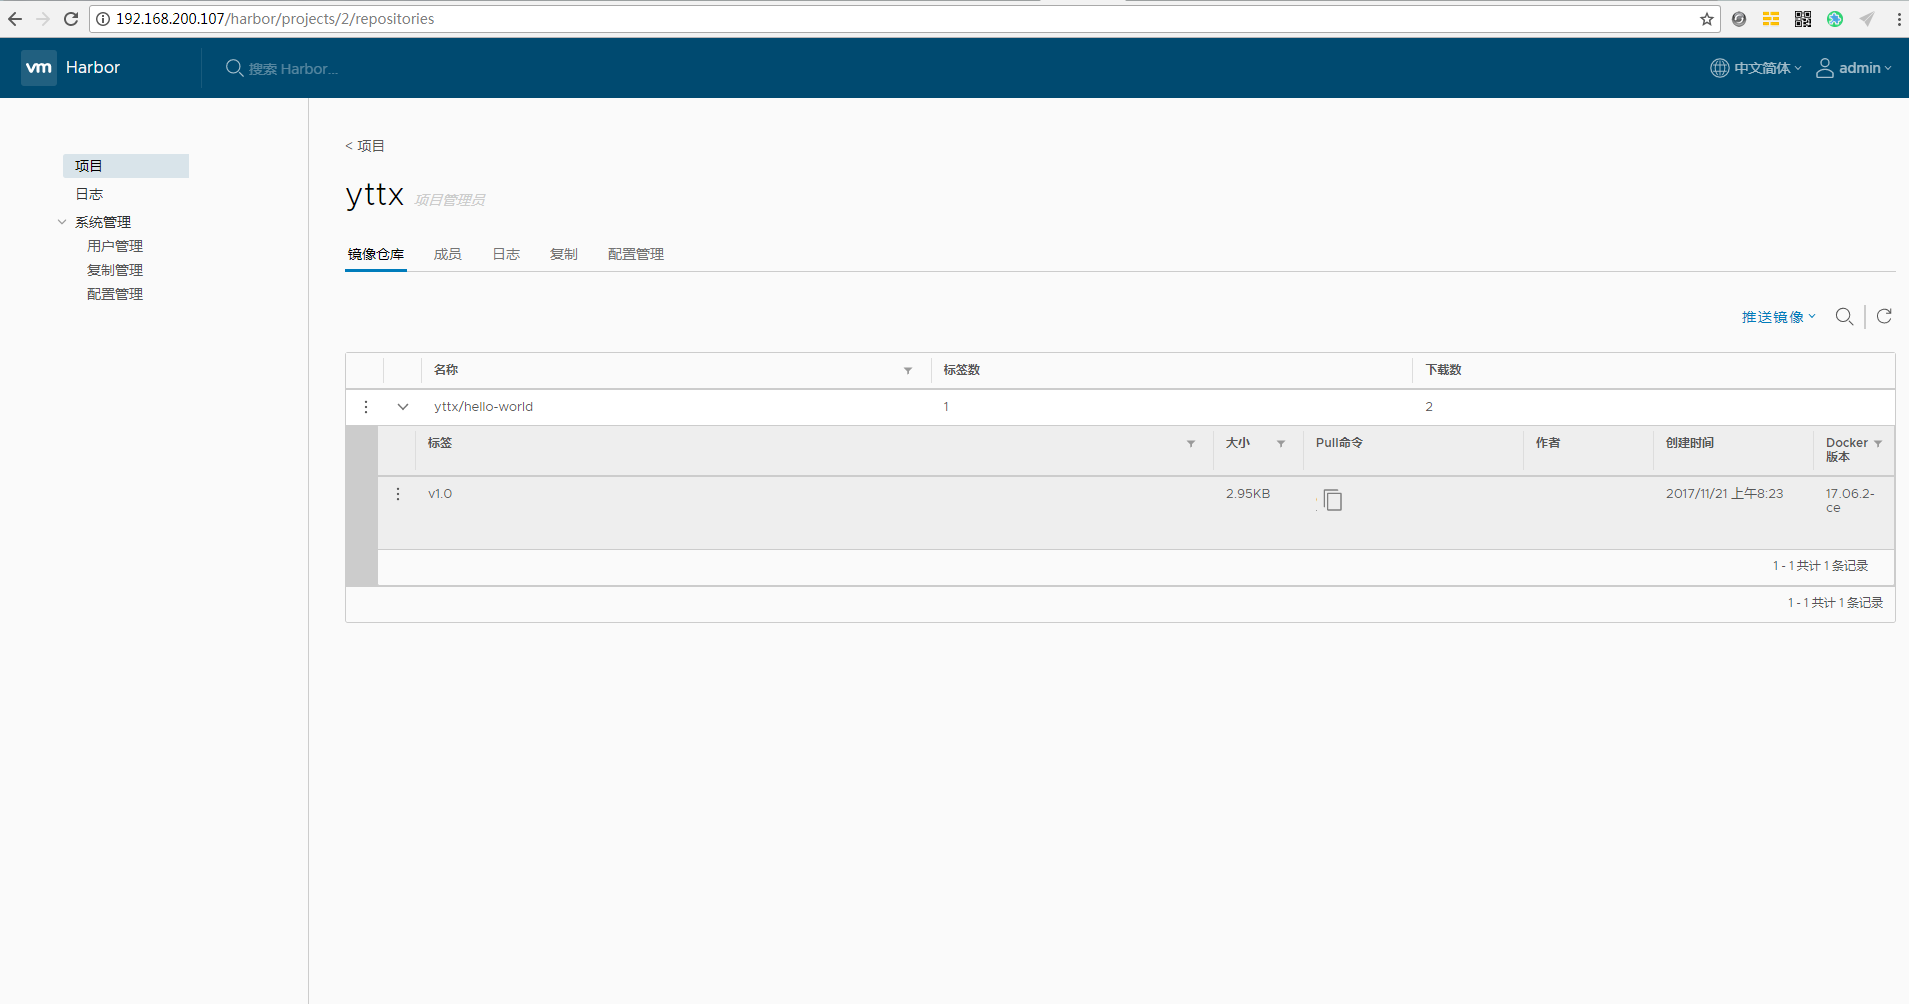 192.168.200.107/harbor/projects/2/repositories
vm Harbor 搜索 Harbor... 中文简体 admin
项目
日志
系统管理
用户管理
复制管理
配置管理
< 项目
yttx 项目管理员
镜像仓库 成员 日志 复制 配置管理
推送镜像
名称 标签数 下载数
yttx/hello-world 1 2
标签 大小 Pull命令 作者 创建时间 Docker
版本
v1.0 2.95KB 2017/11/21 上午8:23 17.06.2-
ce
1 - 1 共计 1 条记录
1 - 1 共计 1 条记录